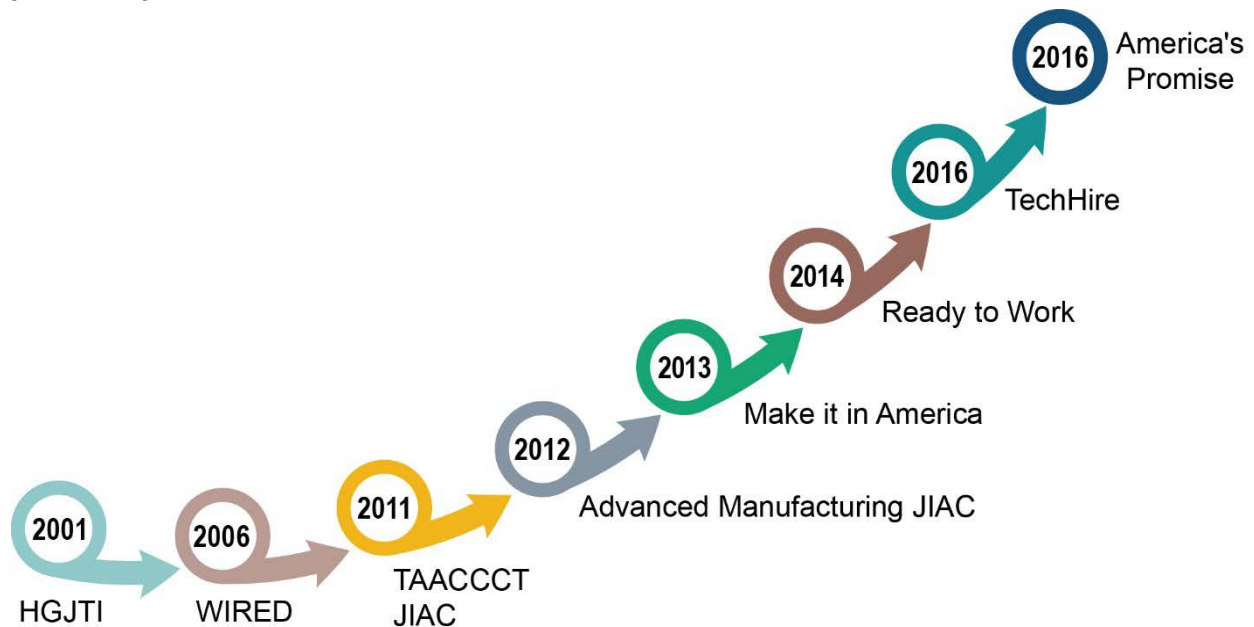 2001
HGJTI
2006
WIRED
2011
TAACCCT
JIAC
2012
Advanced Manufacturing JIAC
2013
Make it in America
2014
Ready to Work
2016
TechHire
2016
America's
Promise